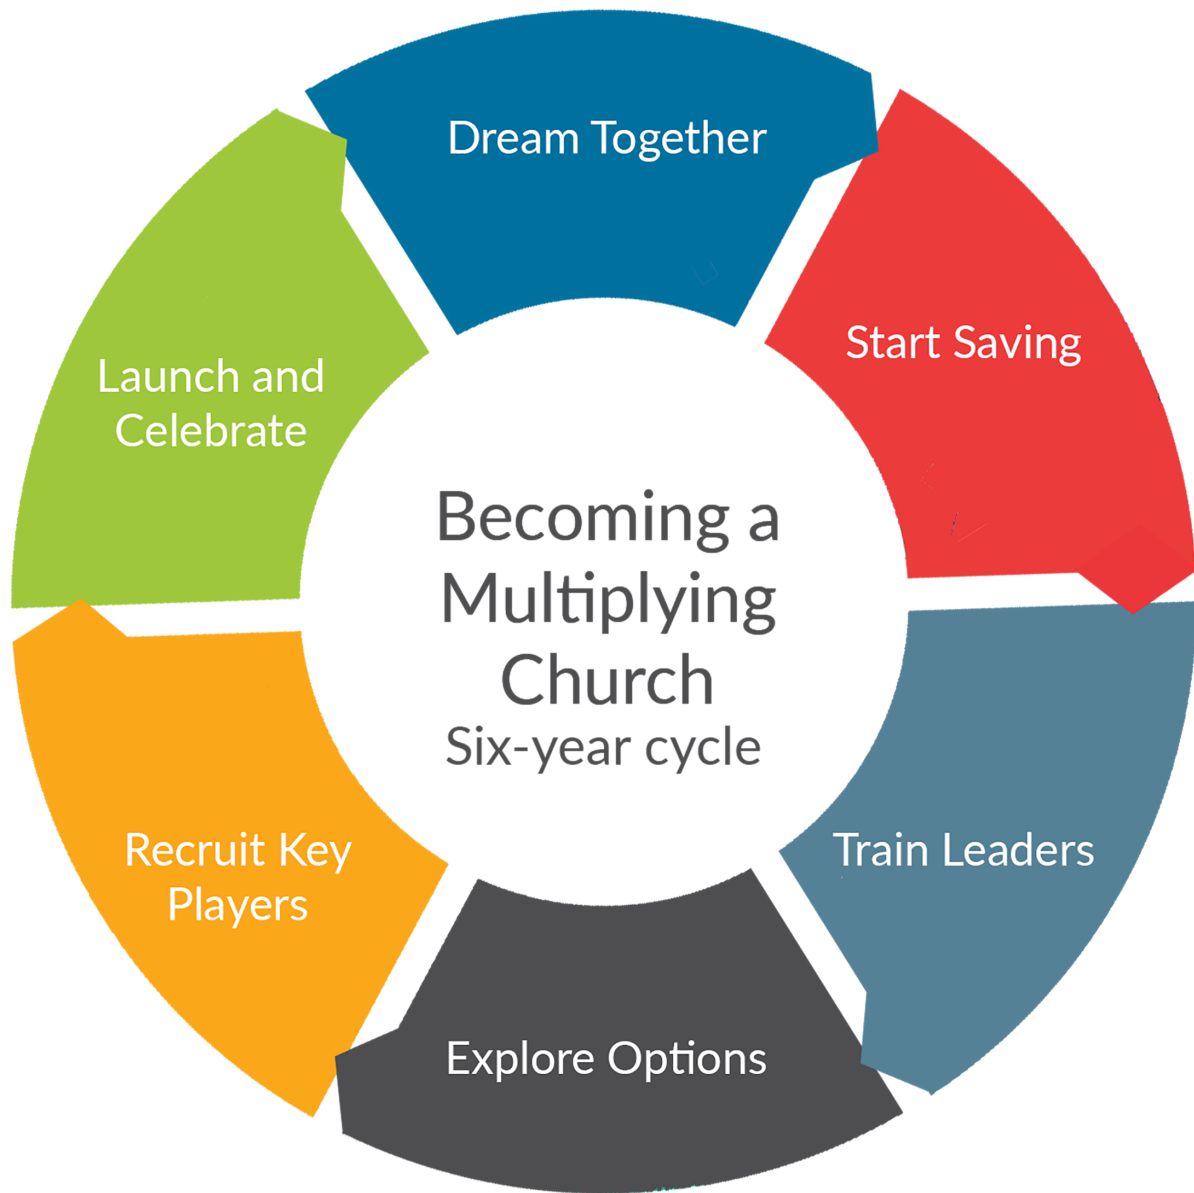 Dream Together
Start Saving
Train Leaders
Explore Options
Recruit Key
Players
Launch and
Celebrate
Becoming a
Multiplying
Church
Six-year cycle